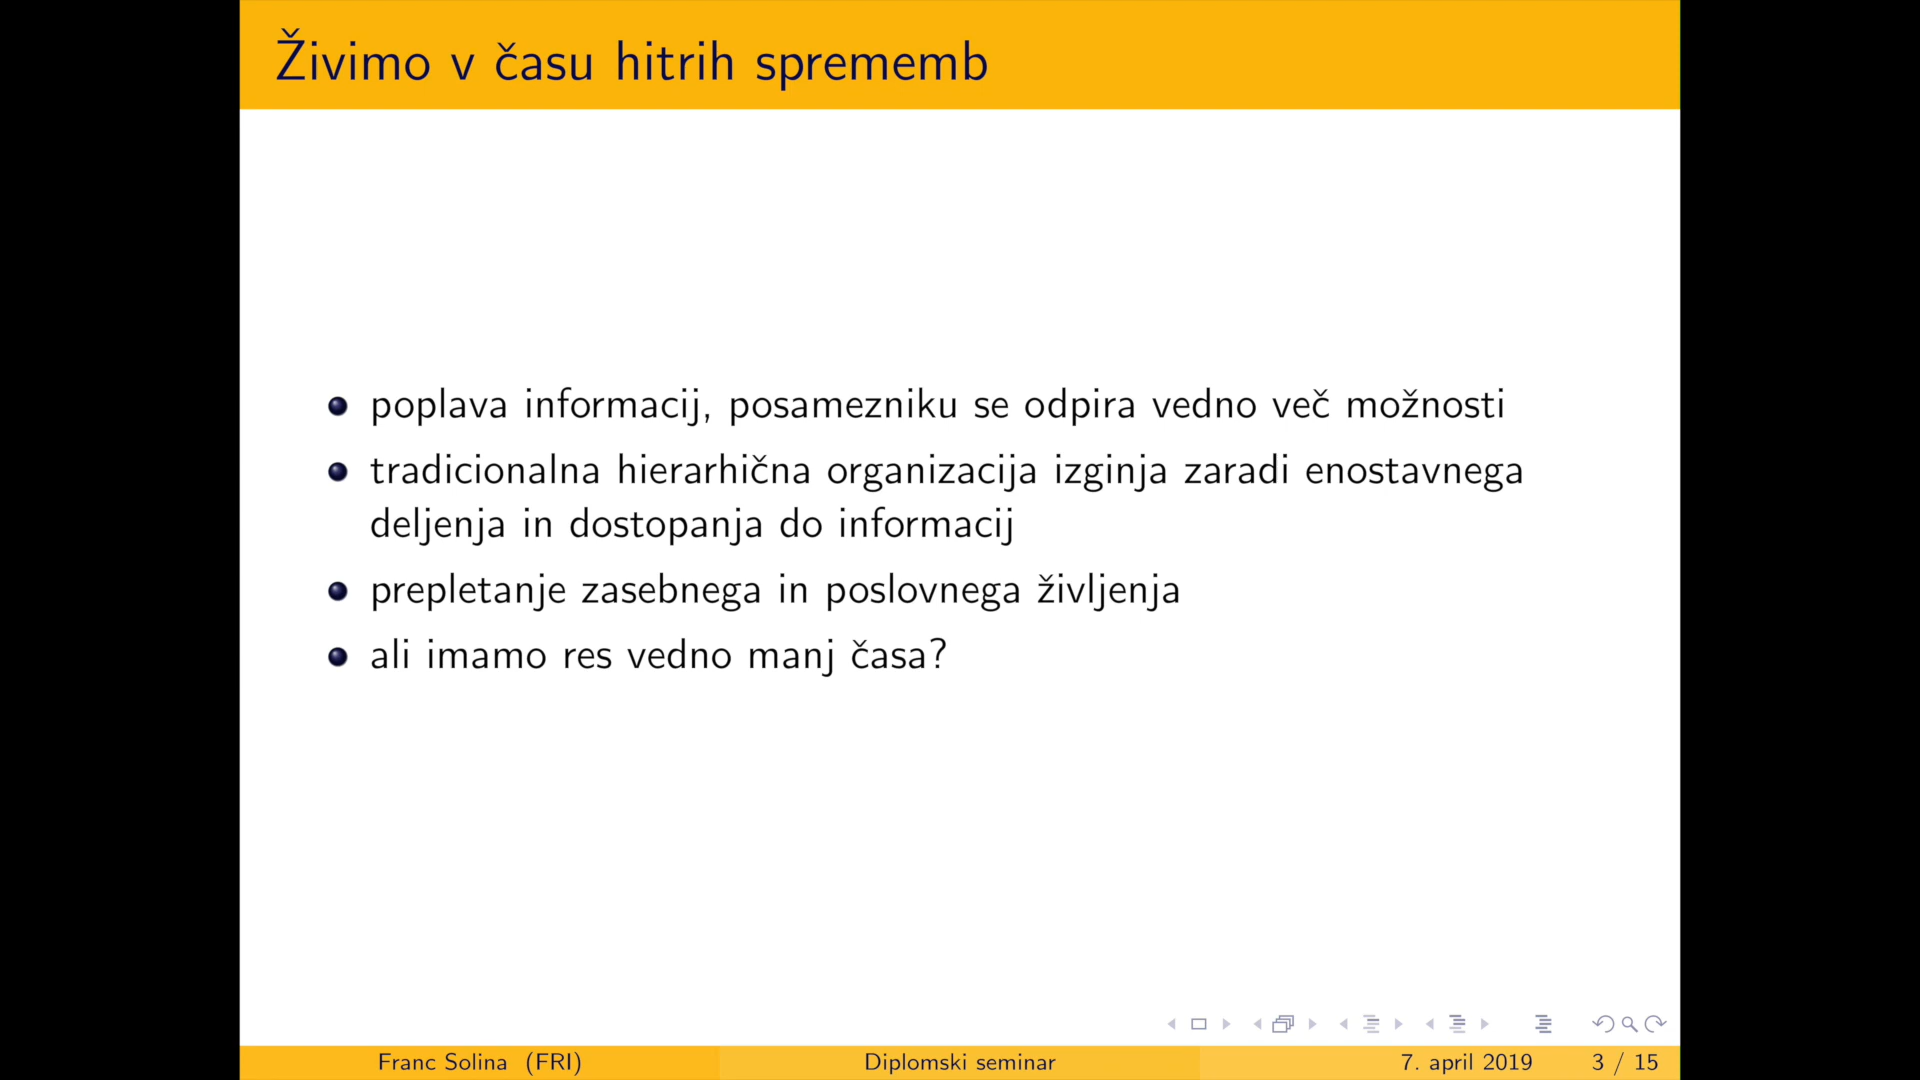 Živimo v času hitrih sprememb
poplava informacij, posamezniku se odpira vedno več možnosti
tradicionalna hierarhična organizacija izginja zaradi enostavnega
deljenja in dostopanja do informacij
prepletanje zasebnega in poslovnega življenja
ali imamo res vedno manj časa?
Franc Solina (FRI) Diplomski seminar 7. april 2019 3 / 15